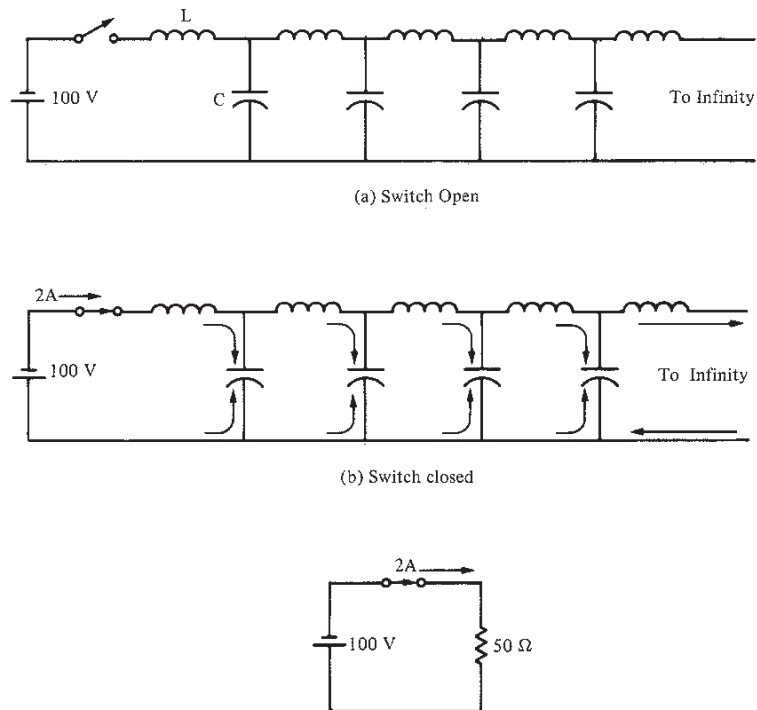 L
C
100 V
To Infinity
(a) Switch Open
2A
100 V
To Infinity
(b) Switch closed
2A
100 V
50 Ω